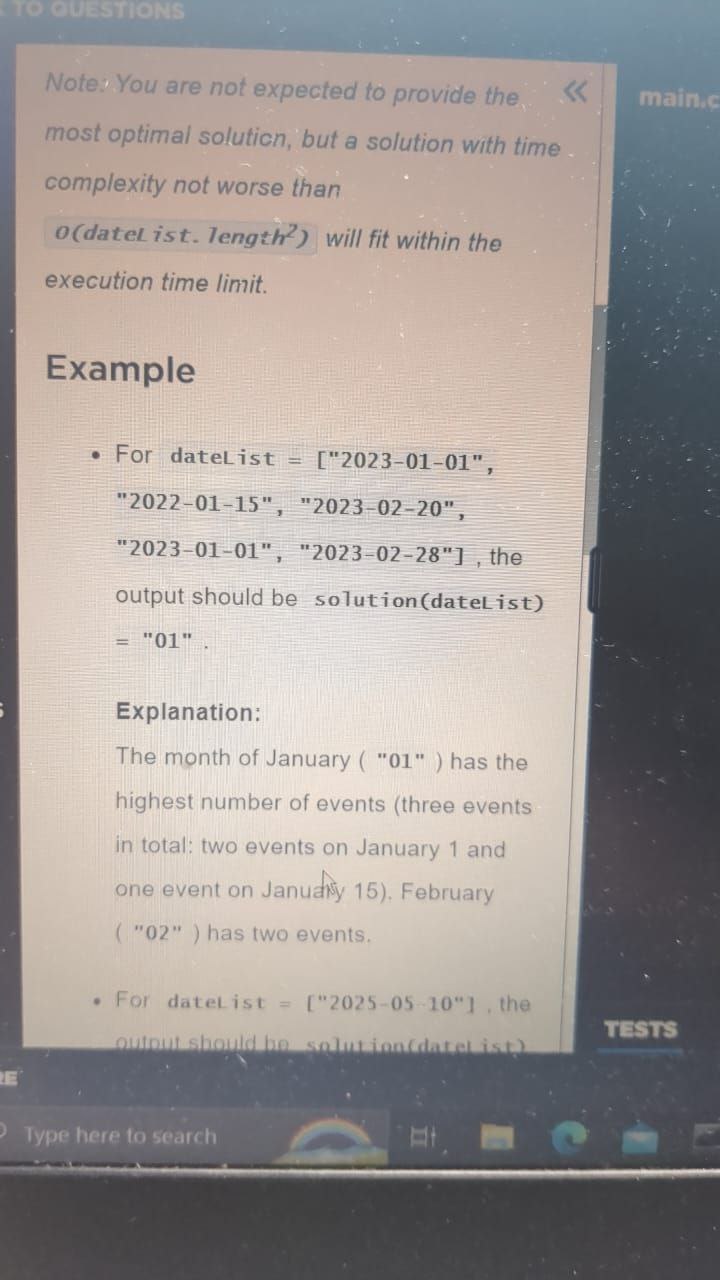 TO QUESTIONS
Note: You are not expected to provide the
most optimal solution, but a solution with time
complexity not worse than
O(dateList.length²) will fit within the
execution time limit.
main.c
Example
• For dateList = ["2023-01-01",
"2022-01-15", "2023-02-20",
"2023-01-01", "2023-02-28"] , the
output should be solution(dateList)
= "01" .
Explanation:
The month of January ( "01" ) has the
highest number of events (three events
in total: two events on January 1 and
one event on January 15). February
( "02" ) has two events.
• For dateList = ["2025-05-10"] , the
output should be solution(dateList)
TESTS
Type here to search